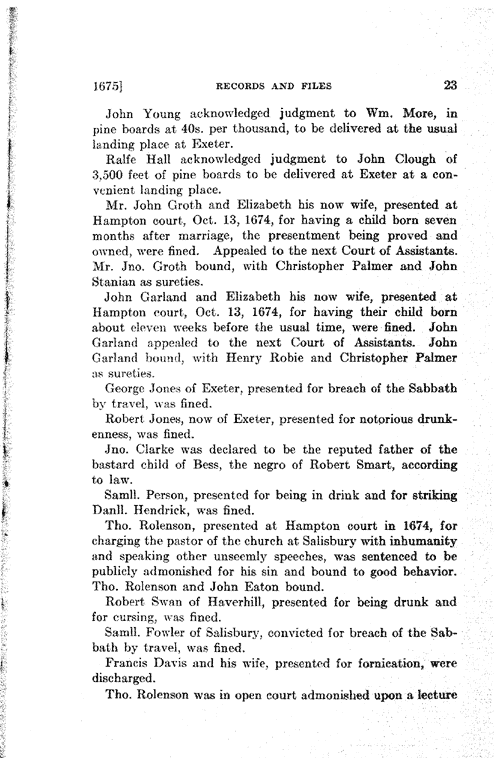 1675] RECORDS AND FILES 23
John Young acknowledged judgment to Wm. More, in
pine boards at 40s. per thousand, to be delivered at the usual
landing place at Exeter.
Ralfe Hall acknowledged judgment to John Clough of
3,500 feet of pine boards to be delivered at Exeter at a con-
venient landing place.
Mr. John Groth and Elizabeth his now wife, presented at
Hampton court, Oct. 13, 1674, for having a child born seven
months after marriage, the presentment being proved and
owned, were fined. Appealed to the next Court of Assistants.
Mr. Jno. Groth bound, with Christopher Palmer and John
Stanian as sureties.
John Garland and Elizabeth his now wife, presented at
Hampton court, Oct. 13, 1674, for having their child born
about eleven weeks before the usual time, were fined. John
Garland appealed to the next Court of Assistants. John
Garland bound, with Henry Robie and Christopher Palmer
as sureties.
George Jones of Exeter, presented for breach of the Sabbath
by travel, was fined.
Robert Jones, now of Exeter, presented for notorious drunk-
enness, was fined.
Jno. Clarke was declared to be the reputed father of the
bastard child of Bess, the negro of Robert Smart, according
to law.
Samll. Person, presented for being in drink and for striking
Danll. Hendrick, was fined.
Tho. Rolenson, presented at Hampton court in 1674, for
charging the pastor of the church at Salisbury with inhumanity
and speaking other unseemly speeches, was sentenced to be
publicly admonished for his sin and bound to good behavior.
Tho. Rolenson and John Eaton bound.
Robert Swan of Haverhill, presented for being drunk and
for cursing, was fined.
Samll. Fowler of Salisbury, convicted for breach of the Sab-
bath by travel, was fined.
Francis Davis and his wife, presented for fornication, were
discharged.
Tho. Rolenson was in open court admonished upon a lecture